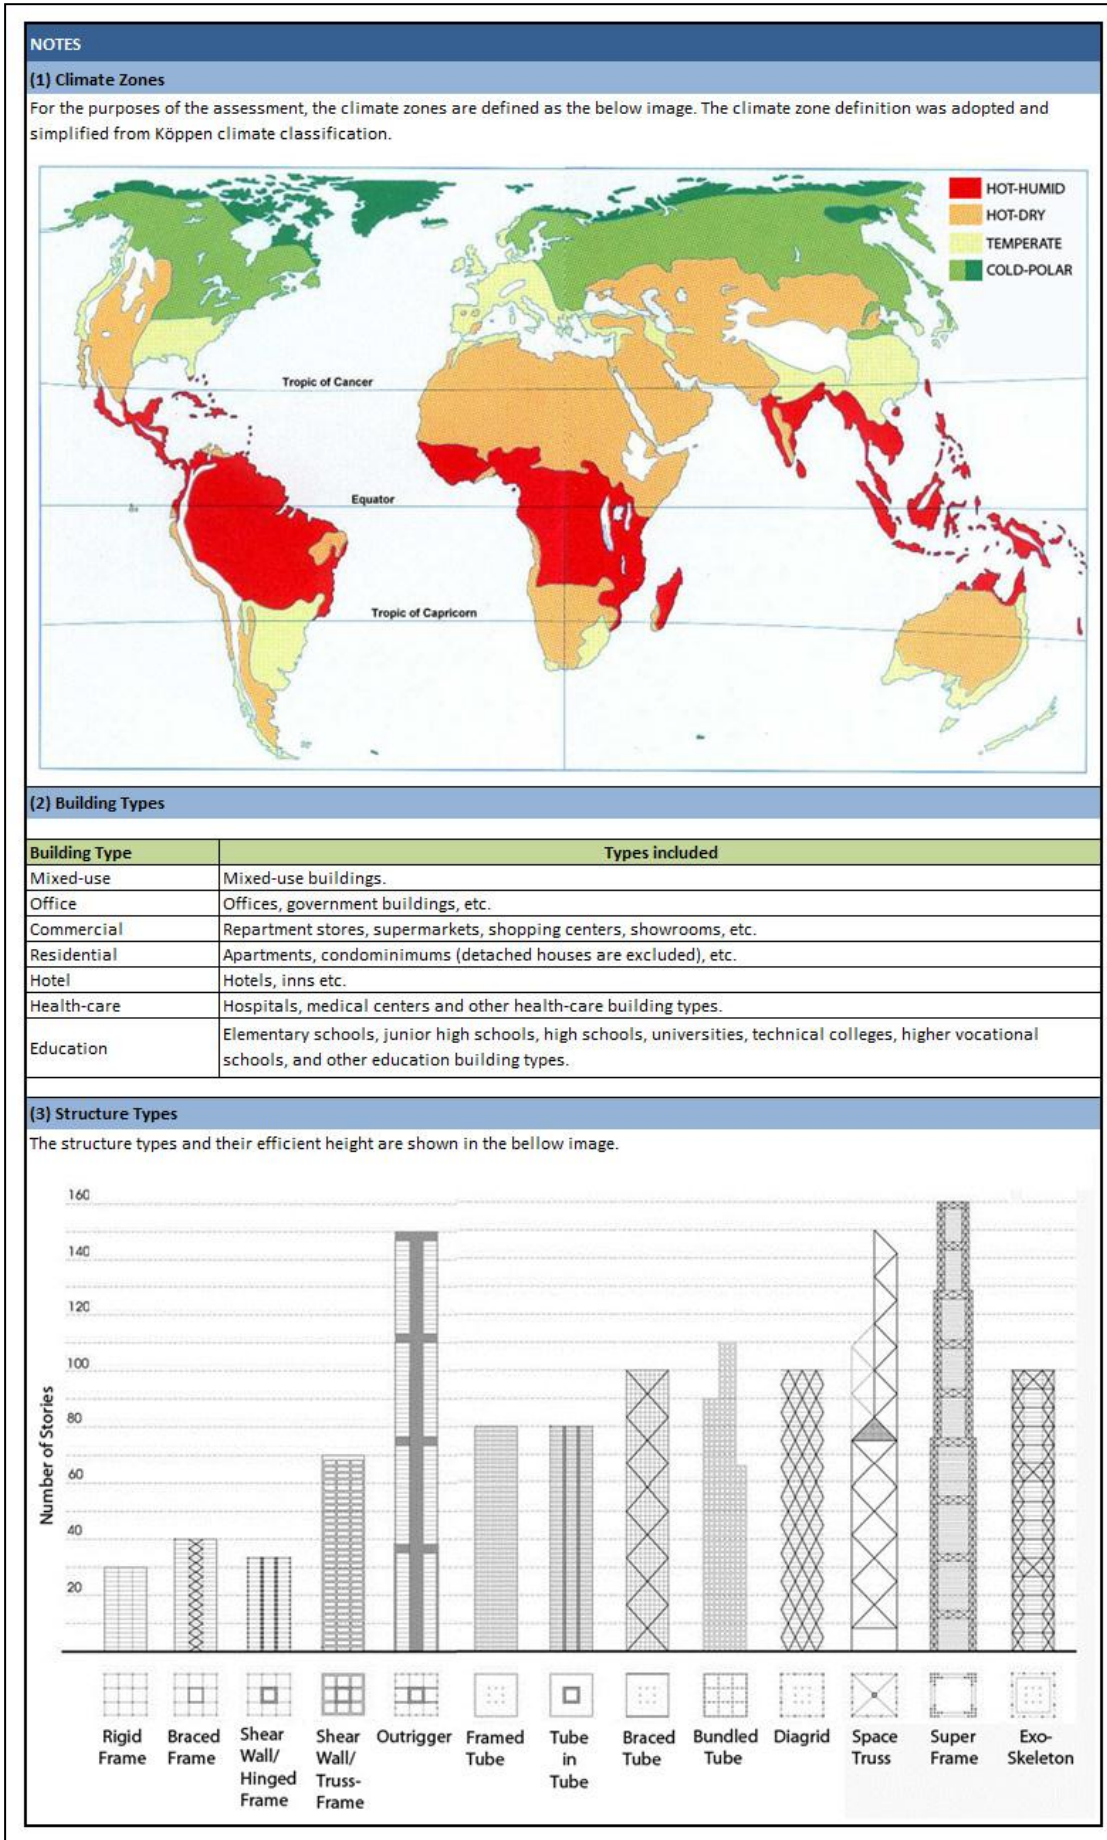 NOTES
(1) Climate Zones
For the purposes of the assessment, the climate zones are defined as the below image. The climate zone definition was adopted and
simplified from Köppen climate classification.
HOT-HUMID
HOT-DRY
TEMPERATE
COLD-POLAR
Tropic of Cancer
Equator
Tropic of Capricorn
(2) Building Types
Building Type Types included
Mixed-use Mixed-use buildings.
Office Offices, government buildings, etc.
Commercial Repartment stores, supermarkets, shopping centers, showrooms, etc.
Residential Apartments, condominimums (detached houses are excluded), etc.
Hotel Hotels, inns etc.
Health-care Hospitals, medical centers and other health-care building types.
Education Elementary schools, junior high schools, high schools, universities, technical colleges, higher vocational
schools, and other education building types.
(3) Structure Types
The structure types and their efficient height are shown in the bellow image.
Number of Stories
160
140
120
100
80
60
40
20
Rigid
Frame
Braced
Frame
Shear
Wall/
Hinged
Frame
Shear
Wall/
Truss-
Frame
Outrigger
Framed
Tube
Tube
in
Tube
Braced
Tube
Bundled
Tube
Diagrid
Space
Truss
Super
Frame
Exo-
Skeleton